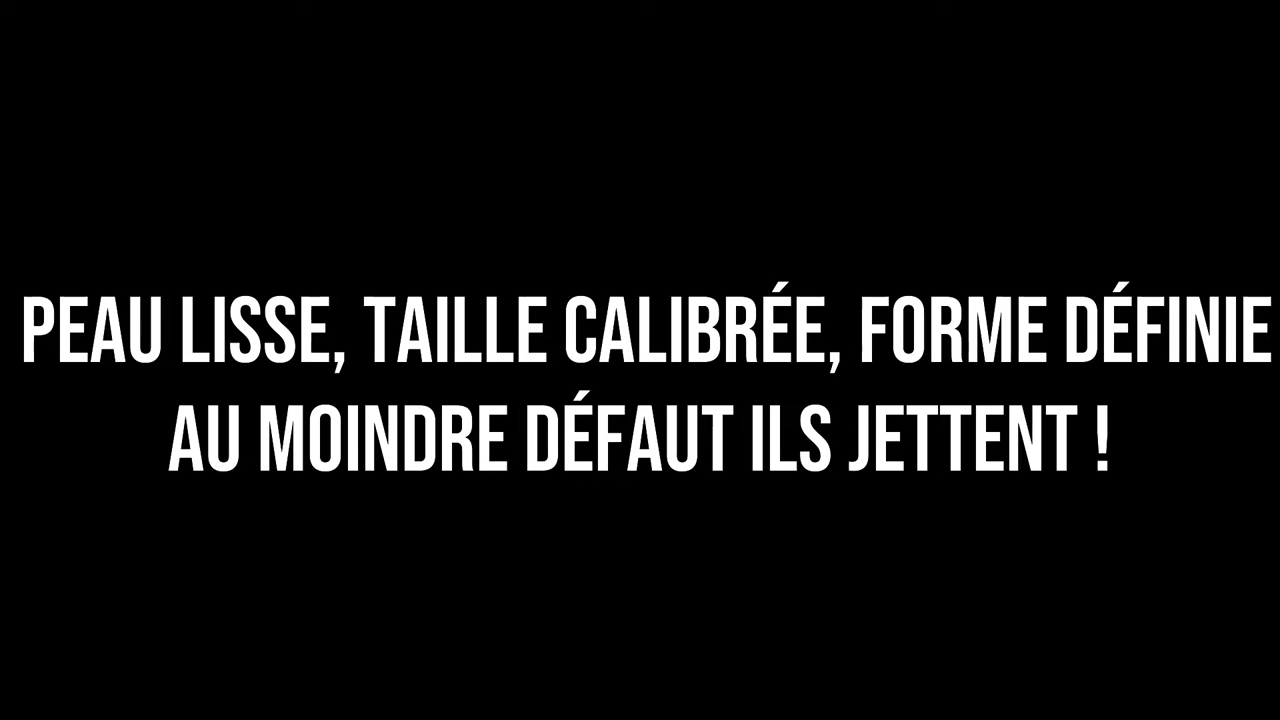 PEAU LISSE, TAILLE CALIBRÉE, FORME DÉFINIE
AU MOINDRE DÉFAUT ILS JETTENT !